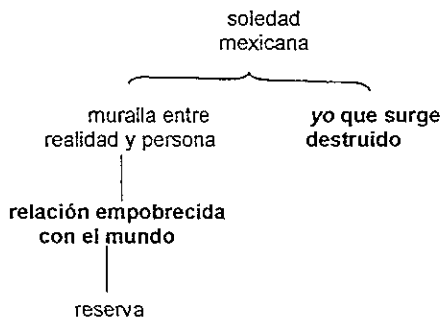 soledad
mexicana
muralla entre
realidad y persona
yo que surge
destruido
relación empobrecida
con el mundo
reserva